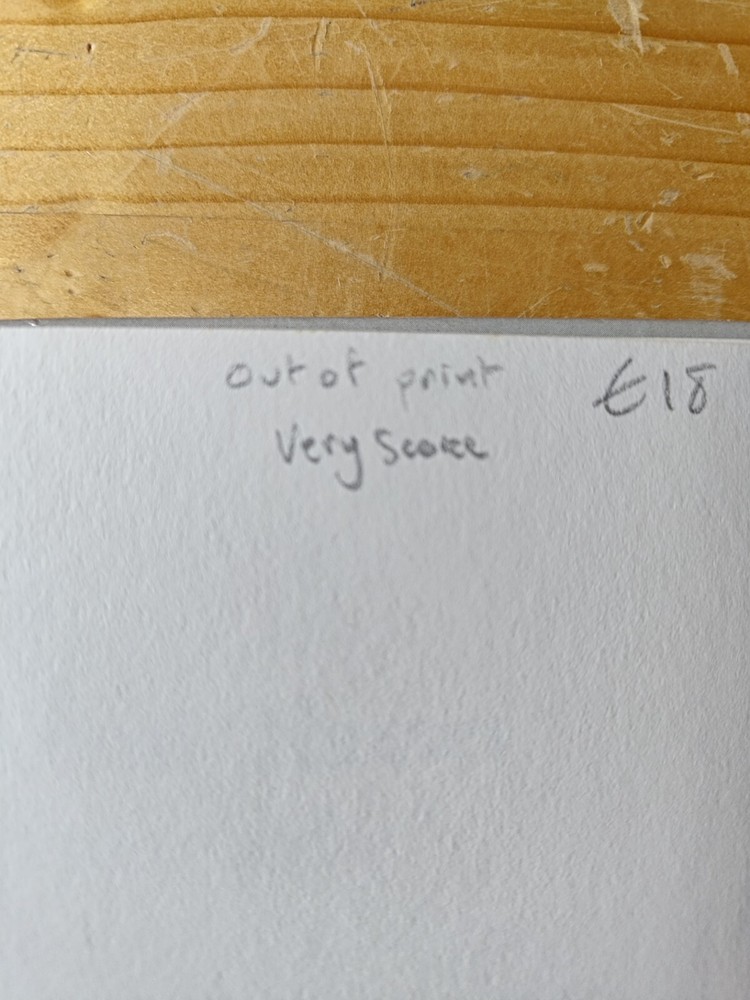 out of print €18
Very Scarce